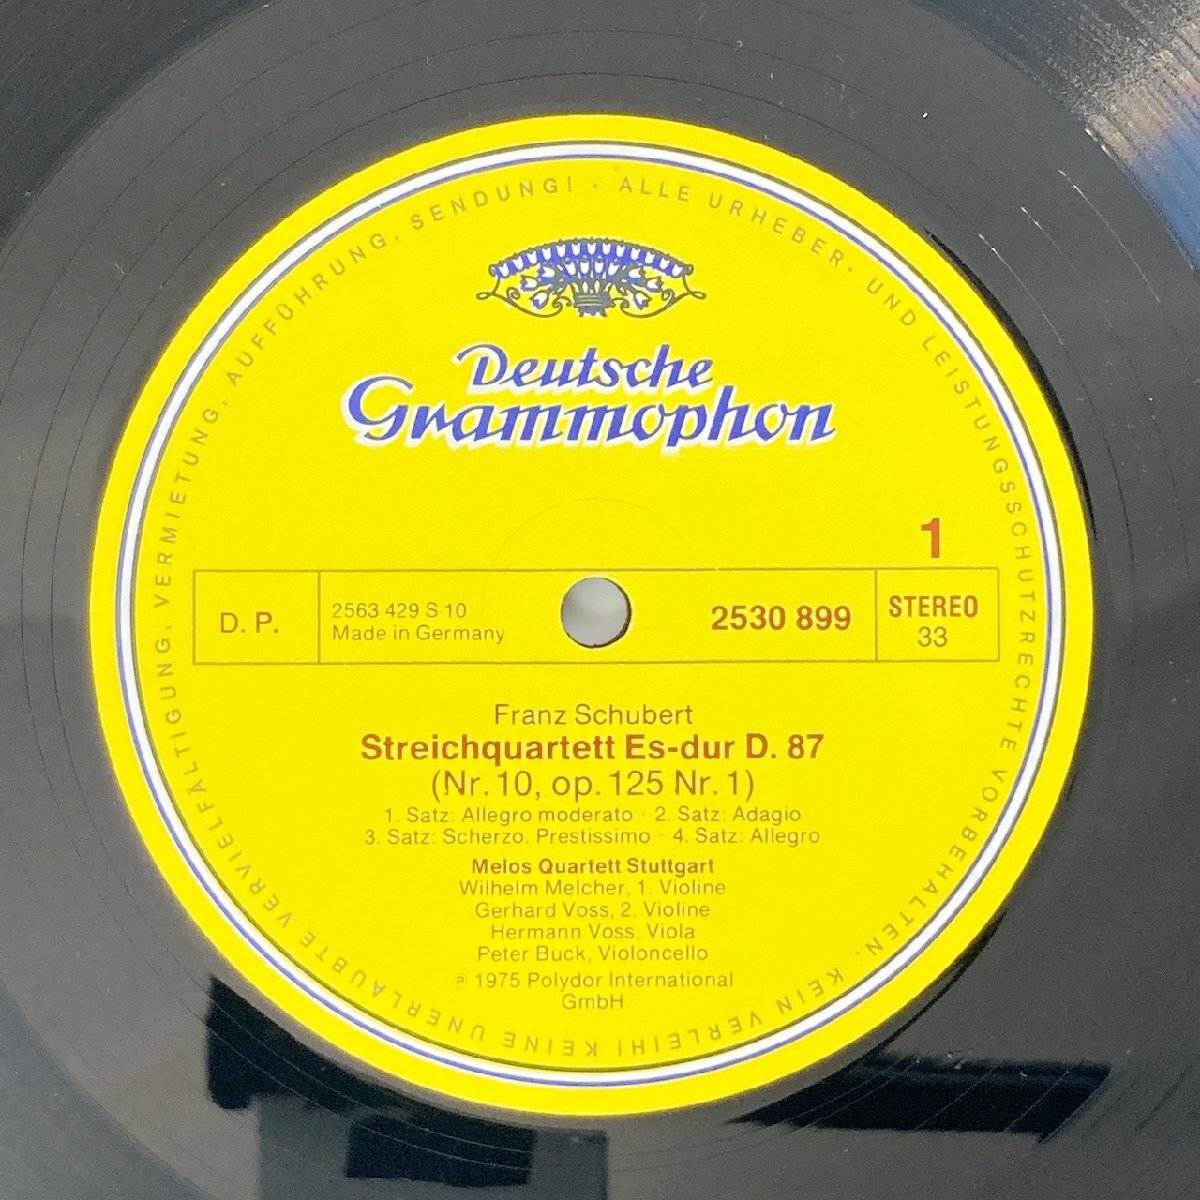 ALLE URHEBER- UND LEISTUNGSSCHUTZRECHTE VORBEHALTEN. KEIN VERLEIH! KEINE UNERLAUBTE VERVIELFÄLTIGUNG, VERMIETUNG, AUFFÜHRUNG, SENDUNG! ·
Deutsche
Grammophon
1
D. P.
2563 429 S 10
Made in Germany
2530 899
STEREO
33
Franz Schubert
Streichquartett Es-dur D. 87
(Nr. 10, op. 125 Nr. 1)
1. Satz: Allegro moderato · 2. Satz: Adagio
3. Satz: Scherzo. Prestissimo · 4. Satz: Allegro
Melos Quartett Stuttgart
Wilhelm Melcher, 1. Violine
Gerhard Voss, 2. Violine
Hermann Voss, Viola
Peter Buck, Violoncello
℗ 1975 Polydor International
GmbH